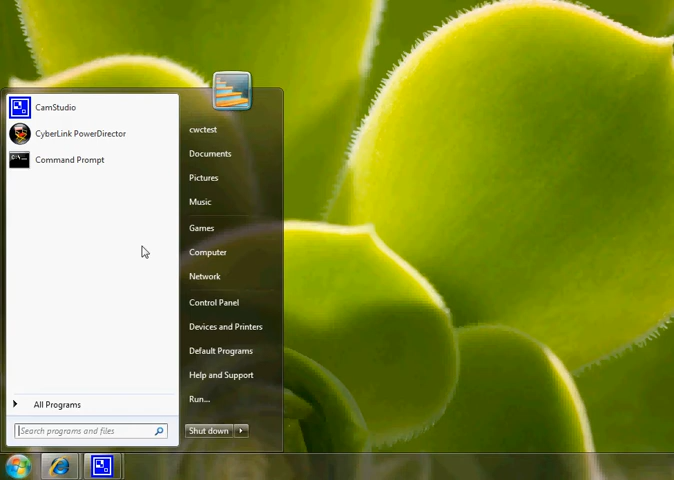 CamStudio
CyberLink PowerDirector
Command Prompt
All Programs
Search programs and files
cwctest
Documents
Pictures
Music
Games
Computer
Network
Control Panel
Devices and Printers
Default Programs
Help and Support
Run...
Shut down